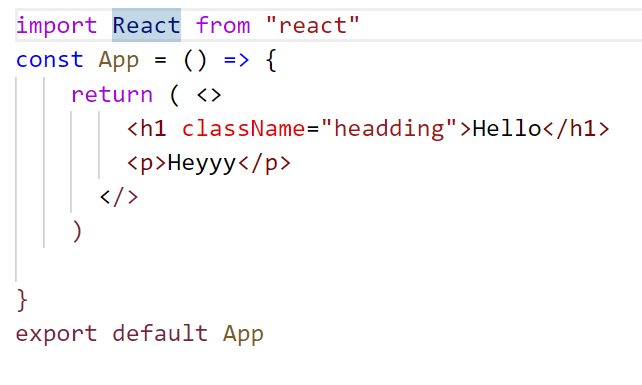 import React from "react"
const App = () => {
    return ( <>
        <h1 className="headding">Hello</h1>
        <p>Heyyy</p>
      </>
    )

}
export default App